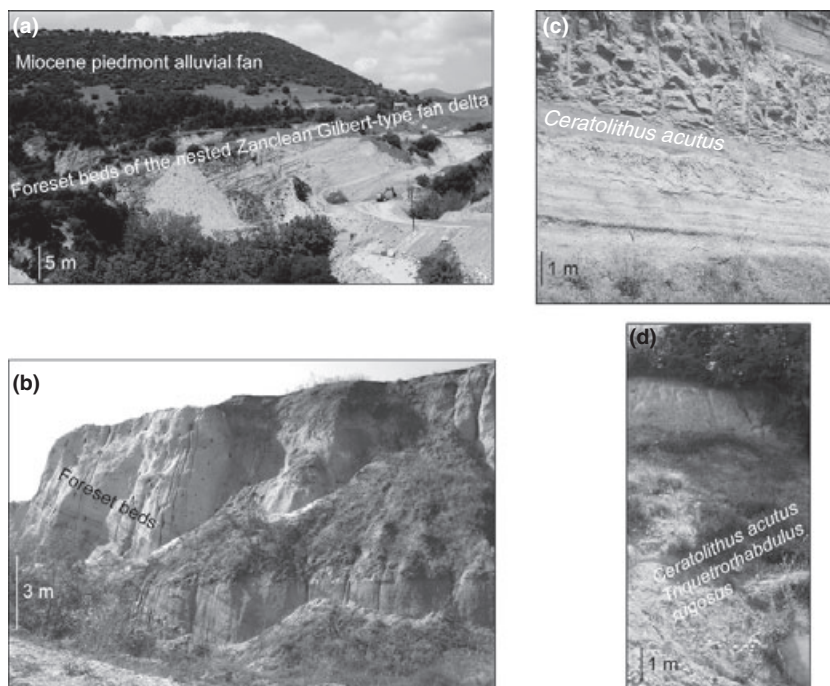 (a)
Miocene piedmont alluvial fan
Foreset beds of the nested Zanclean Gilbert-type fan delta
5 m
(b)
Foreset beds
3 m
(c)
Ceratolithus acutus
1 m
(d)
Ceratolithus acutus
Triquetrorhabdulus
rugosus
1 m